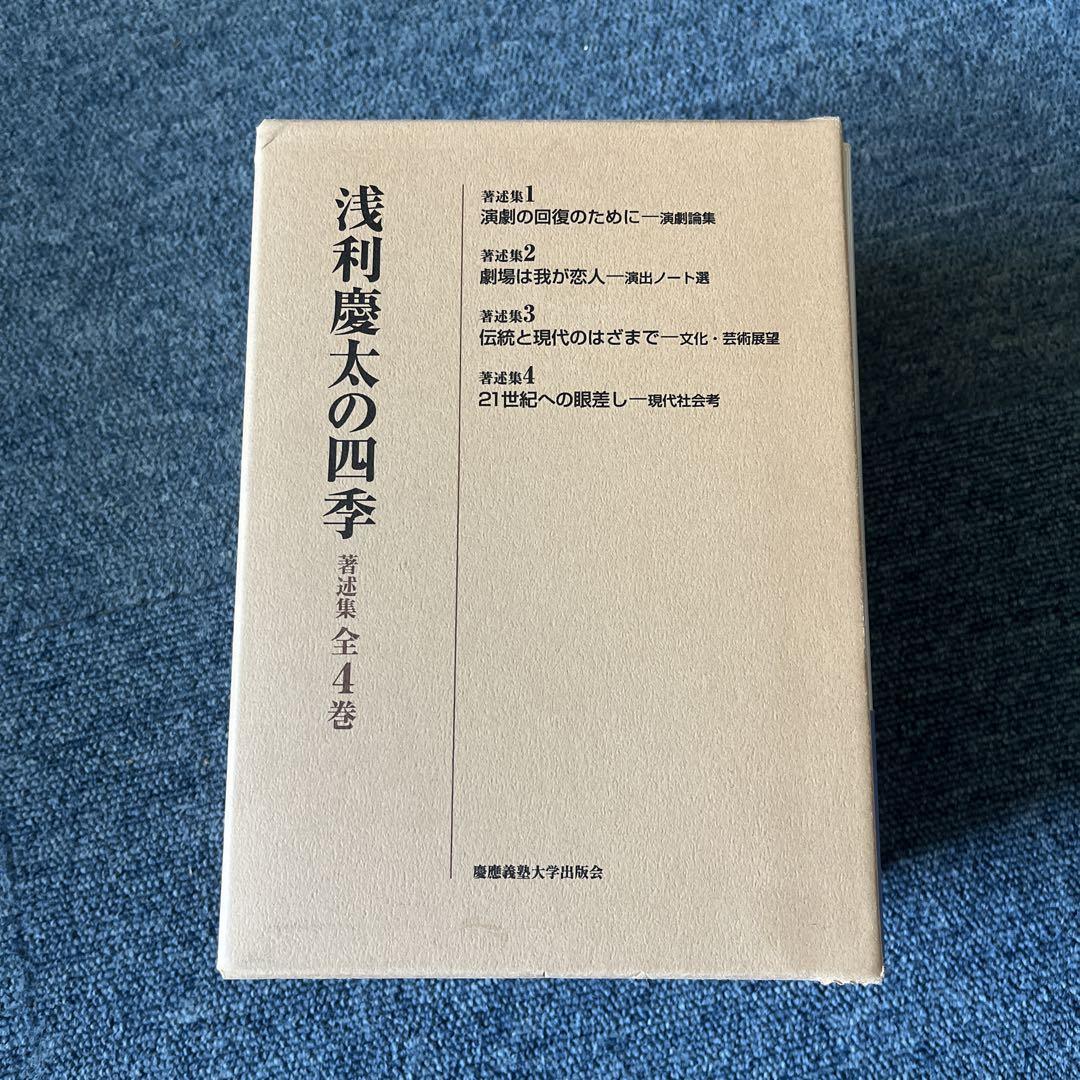 浅利慶太の四季 著述集 全4巻
著述集1
演劇の回復のために―演劇論集
著述集2
劇場は我が恋人―演出ノート選
著述集3
伝統と現代のはざまで―文化・芸術展望
著述集4
21世紀への眼差し―現代社会考
慶應義塾大学出版会